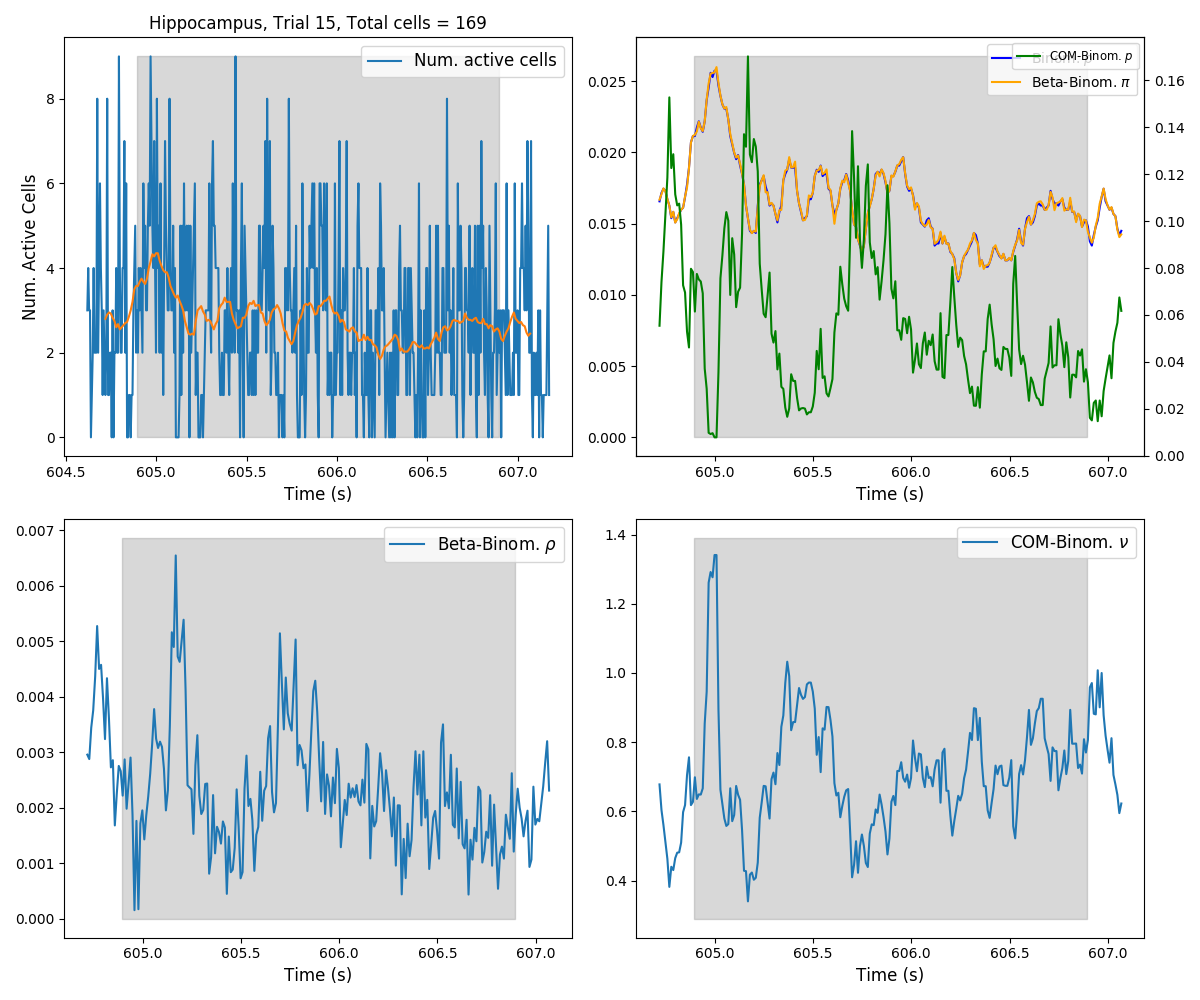 Hippocampus, Trial 15, Total cells = 169
Num. active cells
Num. Active Cells
8
6
4
2
0
604.5 605.0 605.5 606.0 606.5 607.0
Time (s)
COM-Binom. p
Beta-Binom. π
0.025
0.020
0.015
0.010
0.005
0.000
0.16
0.14
0.12
0.10
0.08
0.06
0.04
0.02
0.00
605.0 605.5 606.0 606.5 607.0
Time (s)
Beta-Binom. ρ
0.007
0.006
0.005
0.004
0.003
0.002
0.001
0.000
605.0 605.5 606.0 606.5 607.0
Time (s)
COM-Binom. ν
1.4
1.2
1.0
0.8
0.6
0.4
605.0 605.5 606.0 606.5 607.0
Time (s)